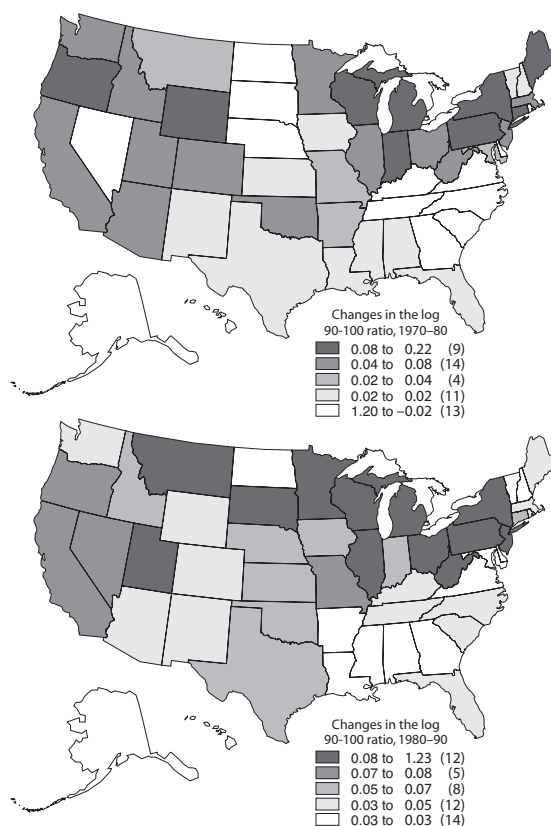 Changes in the log
90-100 ratio, 1970–80
0.08 to 0.22 (9)
0.04 to 0.08 (14)
0.02 to 0.04 (4)
0.02 to 0.02 (11)
1.20 to –0.02 (13)
Changes in the log
90-100 ratio, 1980–90
0.08 to 1.23 (12)
0.07 to 0.08 (5)
0.05 to 0.07 (8)
0.03 to 0.05 (12)
0.03 to 0.03 (14)